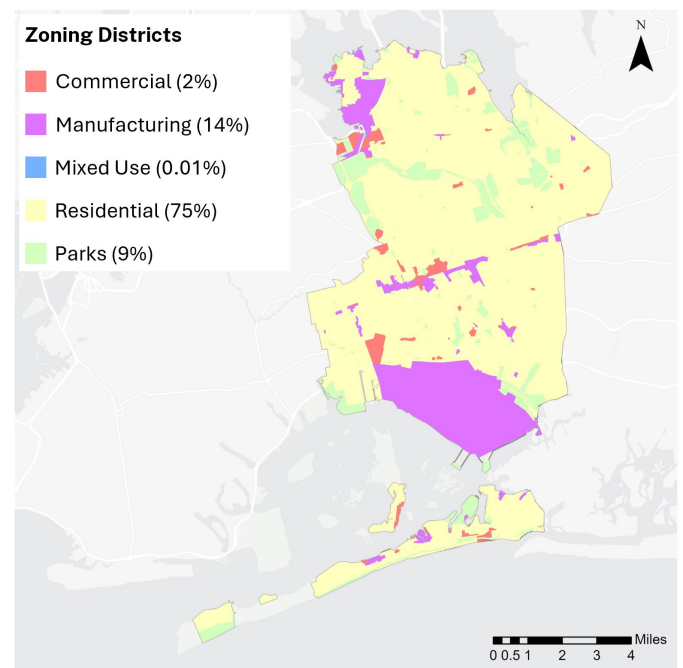 Zoning Districts
Commercial (2%)
Manufacturing (14%)
Mixed Use (0.01%)
Residential (75%)
Parks (9%)
N
Miles
0 0.5 1 2 3 4